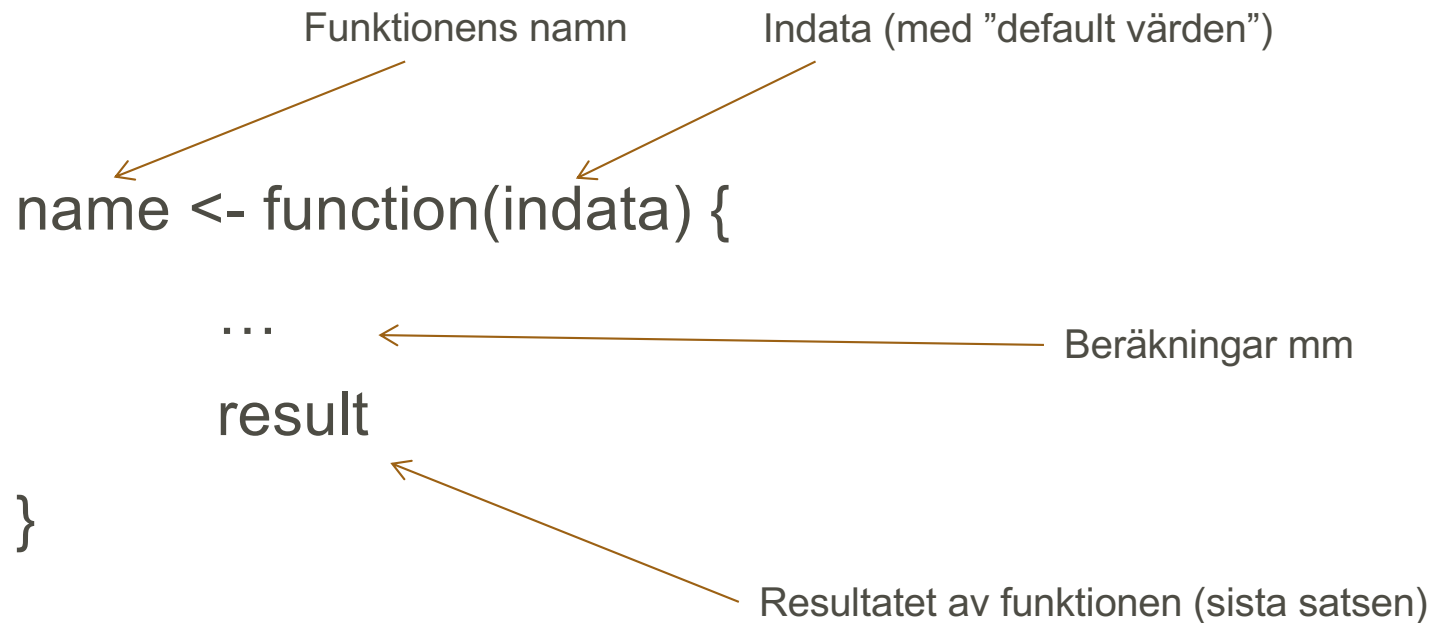 Funktionens namn
Indata (med ”default värden”)
name <- function(indata) {
…
Beräkningar mm
result
}
Resultatet av funktionen (sista satsen)